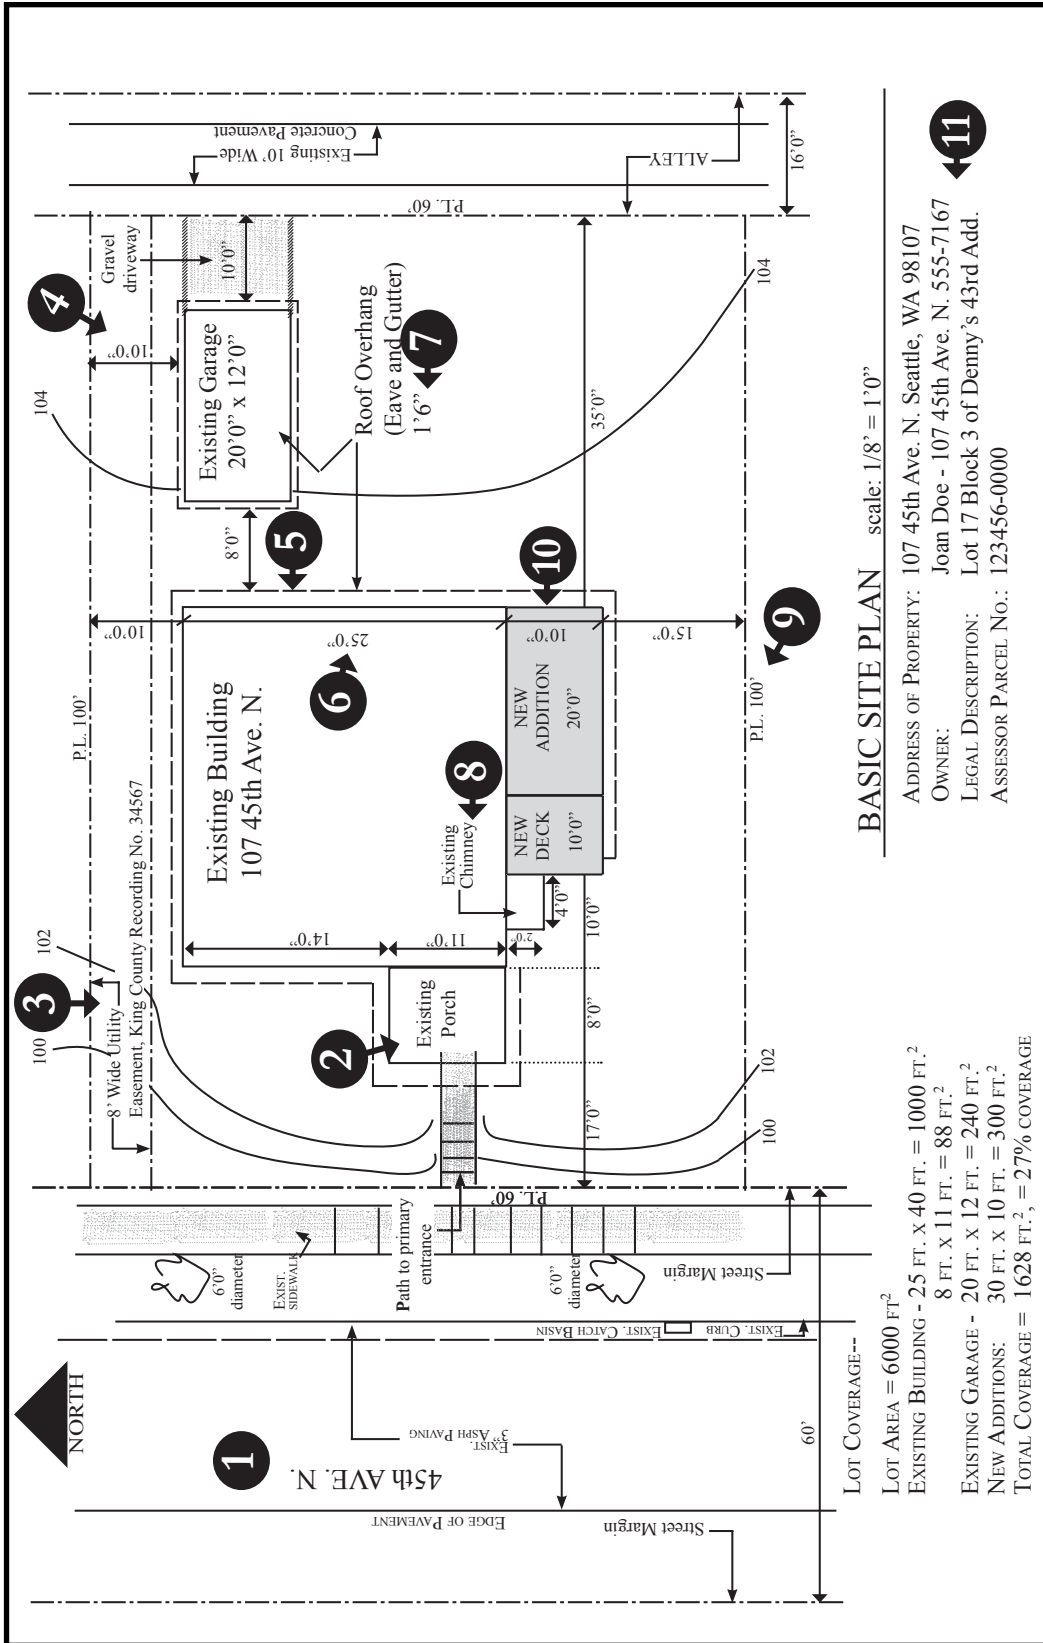 NORTH
1
45th AVE. N.
EDGE OF PAVEMENT
Street Margin
EXIST.
3" ASPH PAVING
60'
EXIST. CATCH BASIN
EXIST. CURB
Street Margin
6'0"
diameter
EXIST.
SIDEWALK
Path to primary
entrance
6'0"
diameter
P.L. 60'
3
100
102
8' Wide Utility
Easement, King County Recording No. 34567
P.L. 100'
2
Existing
Porch
17'0"
8'0"
10'0"
100
102
14'0"
11'0"
2'0"
4'0"
Existing Building
107 45th Ave. N.
Existing
Chimney
8
6
25'0"
10'0"
NEW
DECK
10'0"
NEW
ADDITION
20'0"
10'0"
15'0"
10
5
8'0"
9
P.L. 100'
104
4
10'0"
Existing Garage
20'0" x 12'0"
Gravel
driveway
10'0"
Roof Overhang
(Eave and Gutter)
1'6"
7
35'0"
104
P.L. 60'
Existing 10' Wide
Concrete Pavement
ALLEY
16'0"
LOT COVERAGE--
LOT AREA = 6000 FT²
EXISTING BUILDING - 25 FT. X 40 FT. = 1000 FT.²
8 FT. X 11 FT. = 88 FT.²
EXISTING GARAGE - 20 FT. X 12 FT. = 240 FT.²
NEW ADDITIONS: 30 FT. X 10 FT. = 300 FT.²
TOTAL COVERAGE = 1628 FT.², = 27% COVERAGE
BASIC SITE PLAN scale: 1/8' = 1'0"
ADDRESS OF PROPERTY: 107 45th Ave. N. Seattle, WA 98107
OWNER: Joan Doe - 107 45th Ave. N. 555-7167
LEGAL DESCRIPTION: Lot 17 Block 3 of Denny's 43rd Add.
ASSESSOR PARCEL NO.: 123456-0000
11